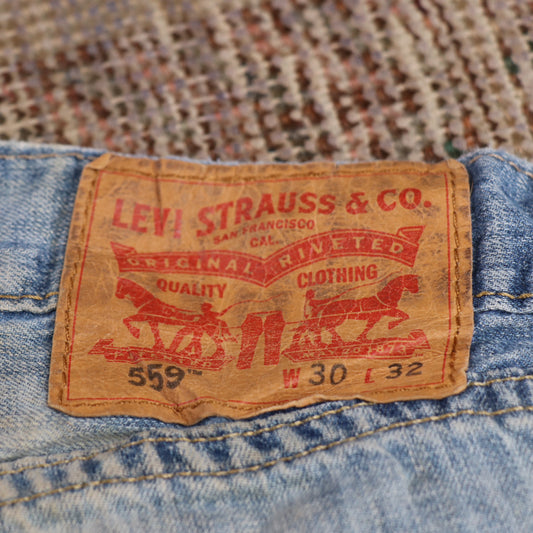 LEVI STRAUSS & CO.
SAN FRANCISCO
CAL.
ORIGINAL RIVETED
QUALITY CLOTHING
559™ W 30 L 32